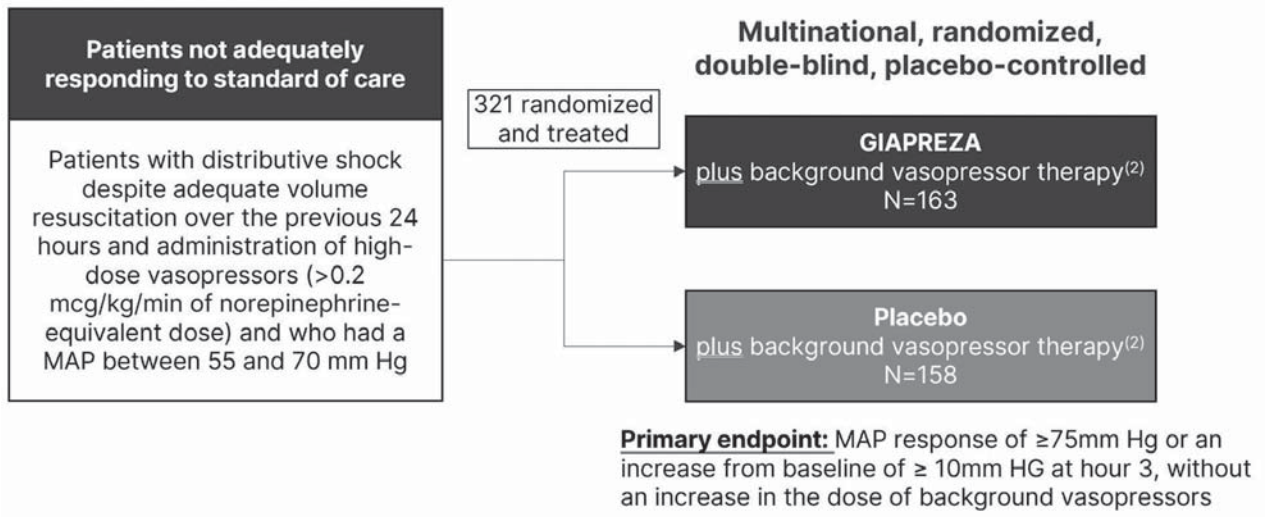 Patients not adequately
responding to standard of care
Patients with distributive shock
despite adequate volume
resuscitation over the previous 24
hours and administration of high-
dose vasopressors (>0.2
mcg/kg/min of norepinephrine-
equivalent dose) and who had a
MAP between 55 and 70 mm Hg
321 randomized
and treated
Multinational, randomized,
double-blind, placebo-controlled
GIAPREZA
plus background vasopressor therapy(2)
N=163
Placebo
plus background vasopressor therapy(2)
N=158
Primary endpoint: MAP response of ≥75mm Hg or an
increase from baseline of ≥ 10mm HG at hour 3, without
an increase in the dose of background vasopressors